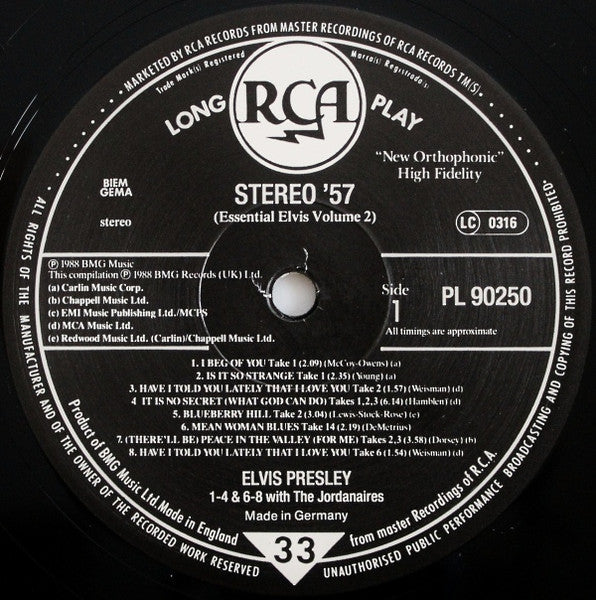 · MARKETED BY RCA RECORDS FROM MASTER RECORDINGS OF RCA RECORDS TM(S).
Trade Mark(s) Registered
Marca(s) Registrada(s)
LONG RCA PLAY
"New Orthophonic"
High Fidelity
BIEM
GEMA
STEREO '57
(Essential Elvis Volume 2)
stereo
LC 0316
Ⓟ 1988 BMG Music
This compilation Ⓟ 1988 BMG Records (UK) Ltd.
(a) Carlin Music Corp.
(b) Chappell Music Ltd.
(c) EMI Music Publishing Ltd./MCPS
(d) MCA Music Ltd.
(e) Redwood Music Ltd. (Carlin)/Chappell Music Ltd.
Side
1
PL 90250
All timings are approximate
1. I BEG OF YOU Take 1 (2.09) (McCoy-Owens) (a)
2. IS IT SO STRANGE Take 1 (2.35) (Young) (a)
3. HAVE I TOLD YOU LATELY THAT I LOVE YOU Take 2 (1.57) (Weisman) (d)
4 IT IS NO SECRET (WHAT GOD CAN DO) Takes 1,2,3 (6.14) (Hamblen) (d)
5. BLUEBERRY HILL Take 2 (3.04) (Lewis-Stock-Rose) (e)
6. MEAN WOMAN BLUES Take 14 (2.19) (DeMetrius)
7. (THERE'LL BE) PEACE IN THE VALLEY (FOR ME) Takes 2,3 (3.58) (Dorsey) (b)
8. HAVE I TOLD YOU LATELY THAT I LOVE YOU Take 6 (1.54) (Weisman) (d)
ELVIS PRESLEY
1-4 & 6-8 with The Jordanaires
Made in Germany
33
Product of BMG Music Ltd. Made in England
from master Recordings of R.C.A.
· ALL RIGHTS OF THE MANUFACTURER AND OF THE OWNER OF THE RECORDED WORK RESERVED
UNAUTHORISED PUBLIC PERFORMANCE BROADCASTING AND COPYING OF THIS RECORD PROHIBITED·